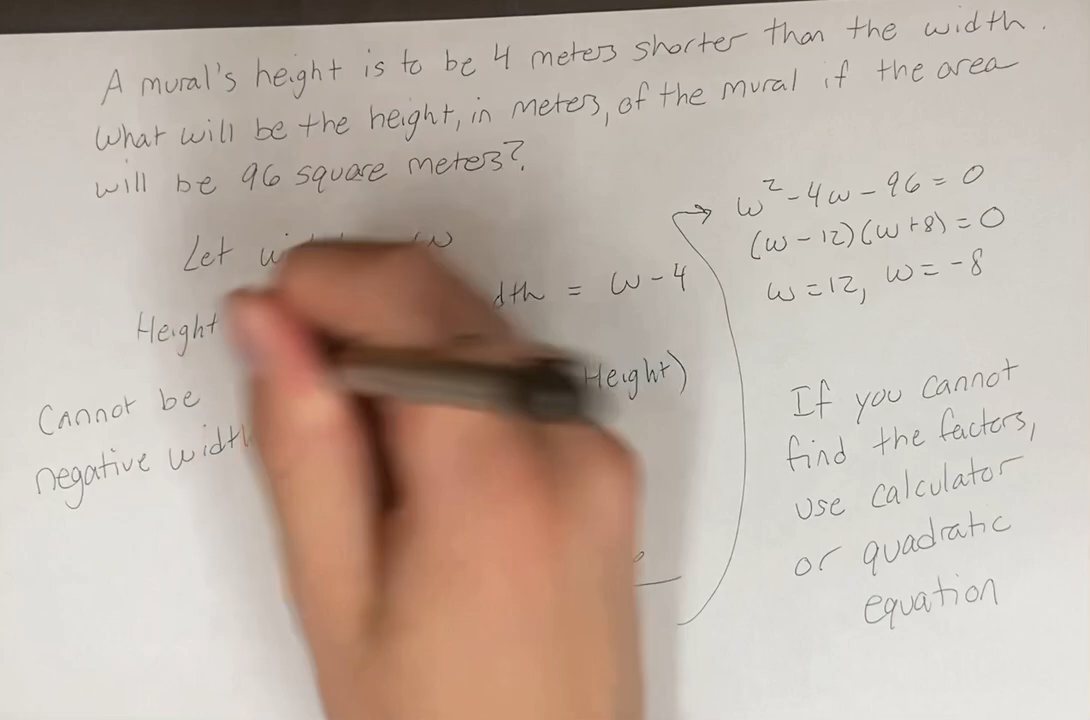 A mural's height is to be 4 meters shorter than the width.
What will be the height, in meters, of the mural if the area
will be 96 square meters?
Let w
Height dth = w - 4
Height)
Cannot be
negative width
w² - 4w - 96 = 0
(w - 12)(w + 8) = 0
w = 12, w = -8
If you cannot
find the factors,
use calculator
or quadratic
equation